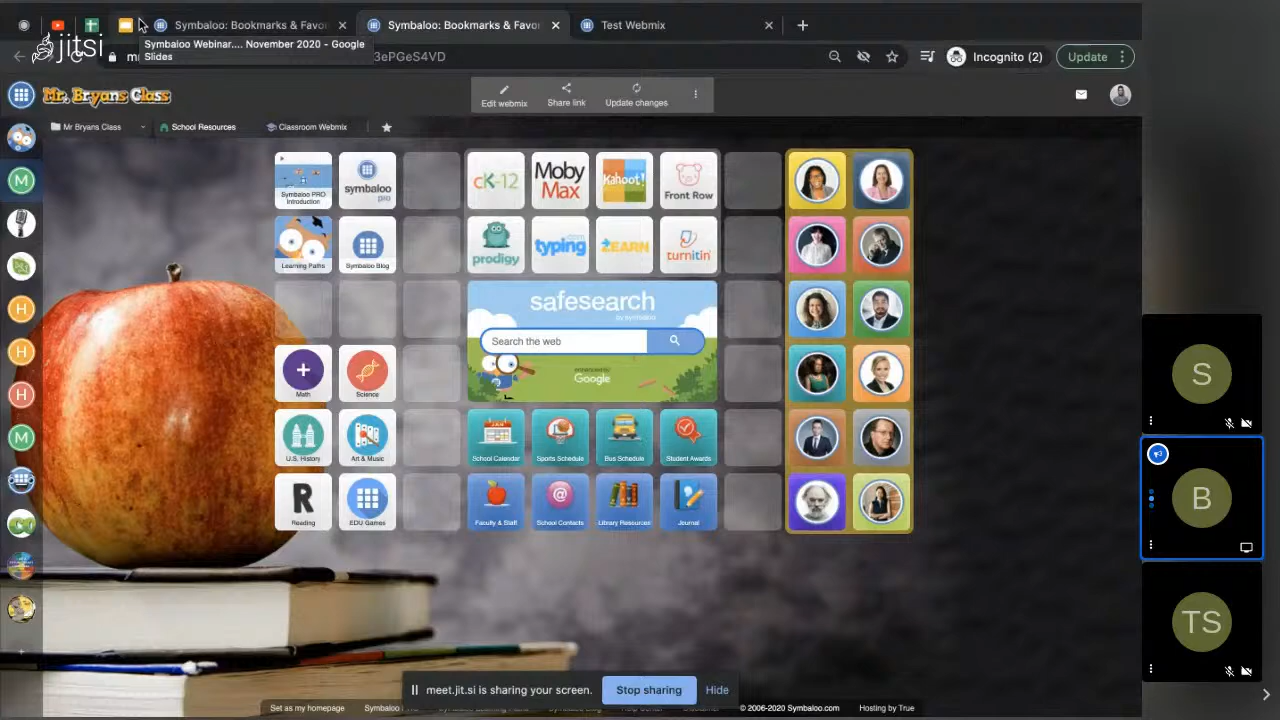 Symbaloo: Bookmarks & Favo
Symbaloo: Bookmarks & Favo
Test Webmix
jitsi
Symbaloo Webinar.... November 2020 - Google
Slides
3ePGeS4VD
Incognito (2)
Update
Mr. Bryans Class
Edit webmix
Share link
Update changes
Mr Bryans Class
School Resources
Classroom Webmix
M
H
H
H
M
Symbaloo PRO
Introduction
symbaloo
pro
cK-12
Moby
Max
Kahoot!
Front Row
Learning Paths
Symbaloo Blog
prodigy
typing.com
ZEARN
turnitin
safesearch
by symbaloo
Search the web
Google
Math
Science
U.S. History
Art & Music
School Calendar
Sports Schedule
Bus Schedule
Student Awards
R
Reading
EDU Games
Faculty & Staff
School Contacts
Library Resources
Journal
S
B
TS
meet.jit.si is sharing your screen.
Stop sharing
Hide
Set as my homepage
© 2006-2020 Symbaloo.com
Hosting by True